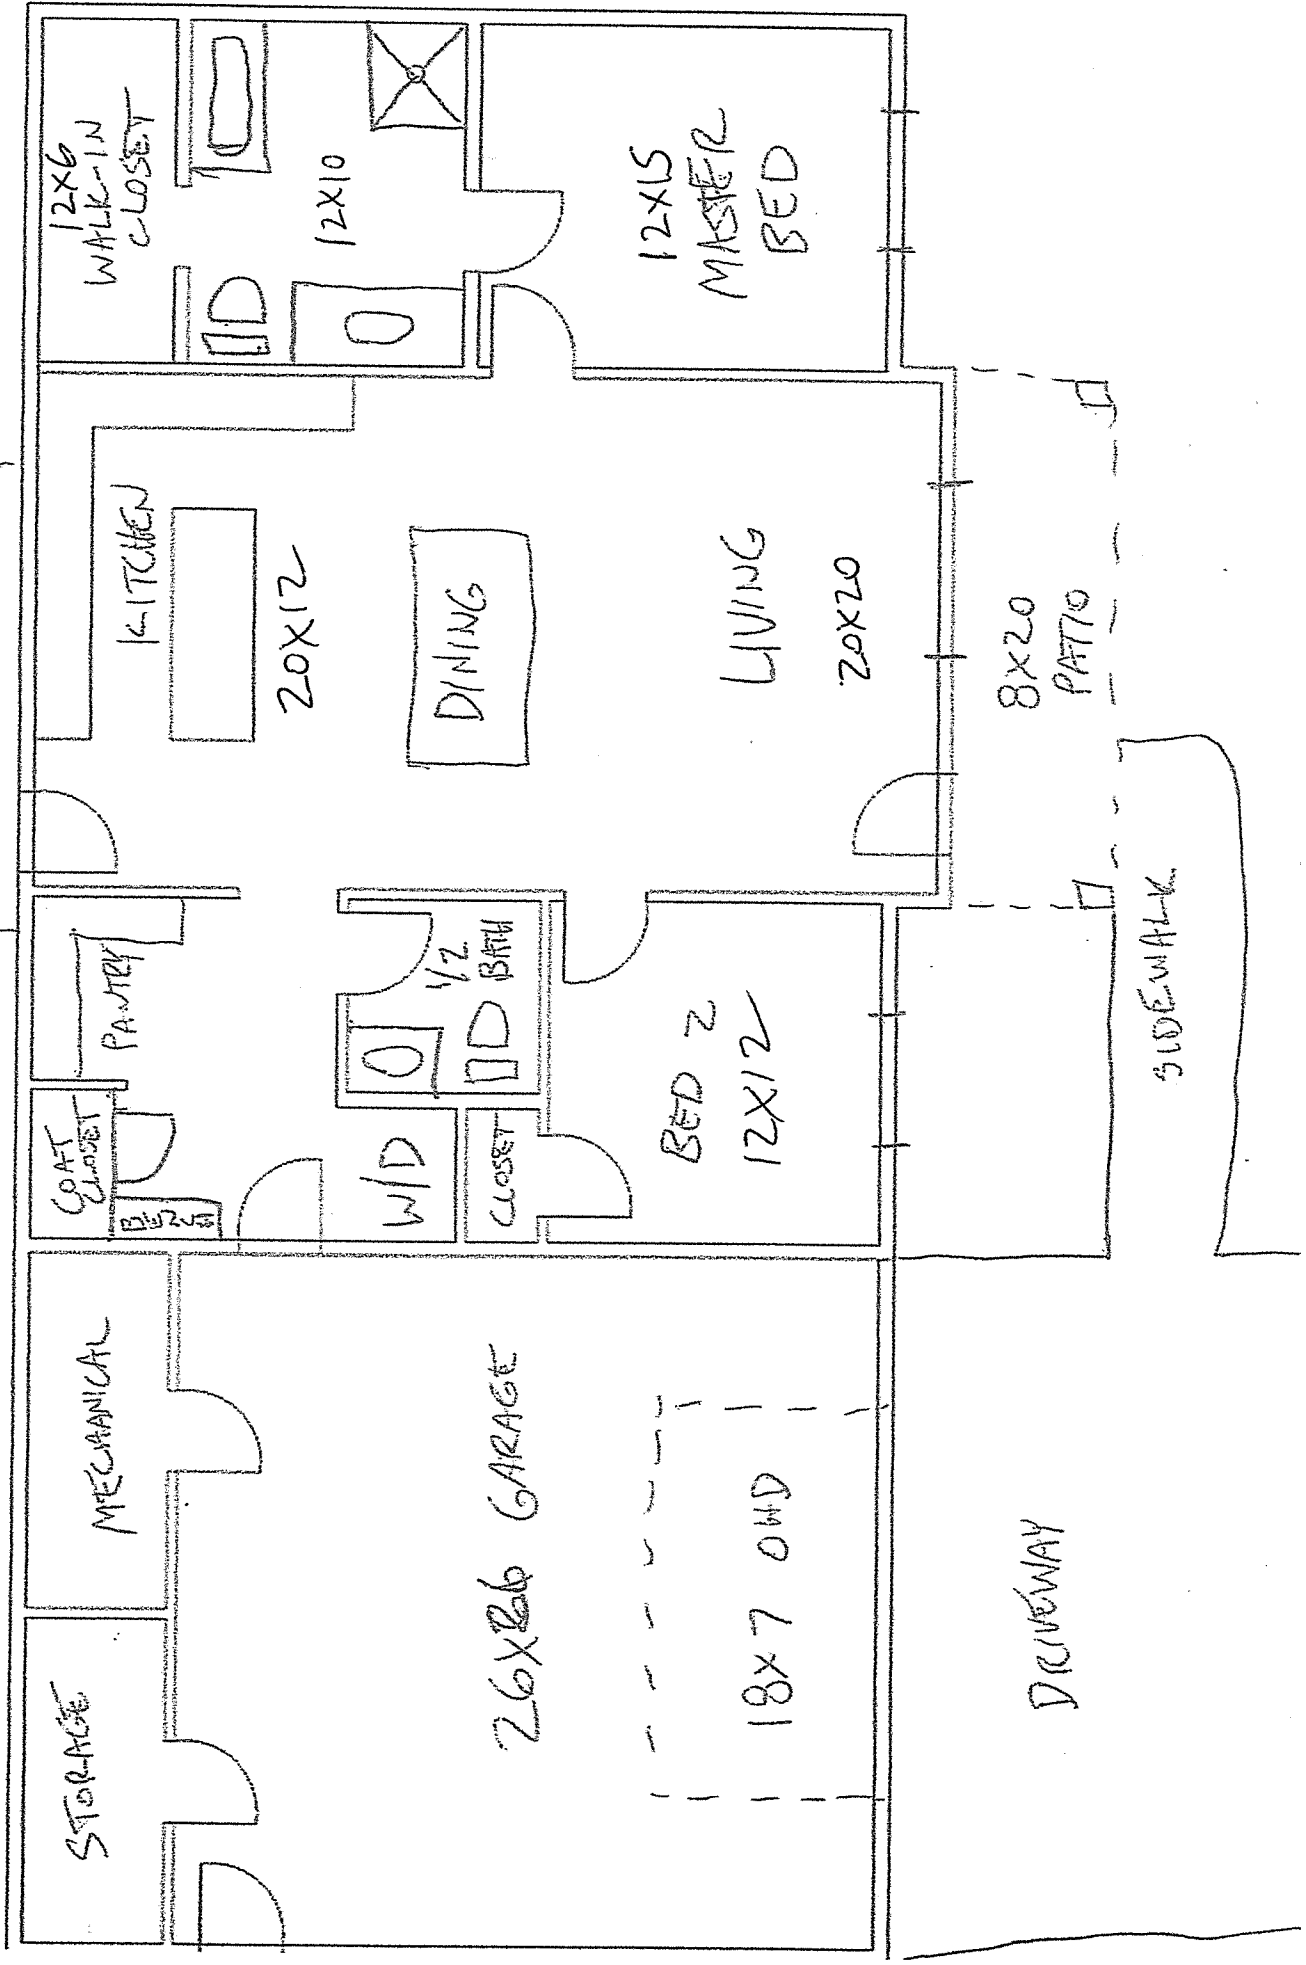 STORAGE
MECHANICAL
COAT
CLOSET
BENCH
PANTRY
KITCHEN
20X12
12X6
WALK-IN
CLOSET
12X10
26X26 GARAGE
W/D
CLOSET
1/2
BATH
DINING
LIVING
20X20
12X15
MASTER
BED
BED 2
12X12
18X7 OHD
8X20
PATIO
DRIVEWAY
SIDEWALK